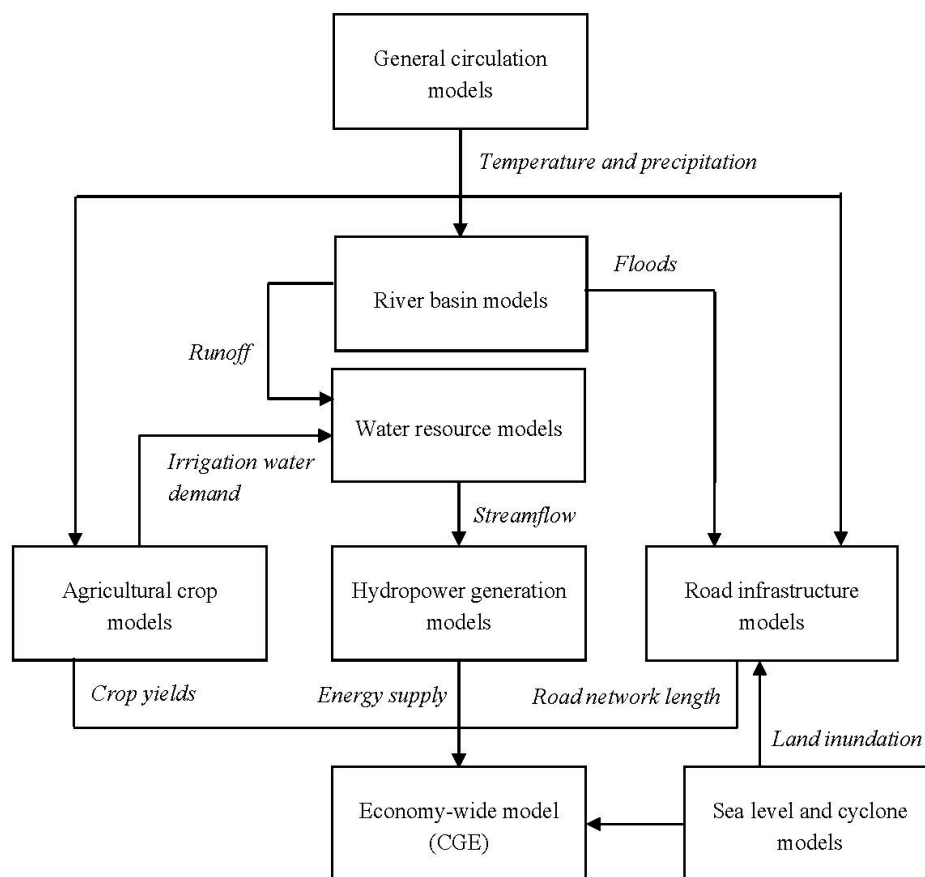 General circulation
models
Temperature and precipitation
River basin models
Floods
Runoff
Water resource models
Irrigation water
demand
Streamflow
Agricultural crop
models
Hydropower generation
models
Road infrastructure
models
Crop yields
Energy supply
Road network length
Land inundation
Economy-wide model
(CGE)
Sea level and cyclone
models